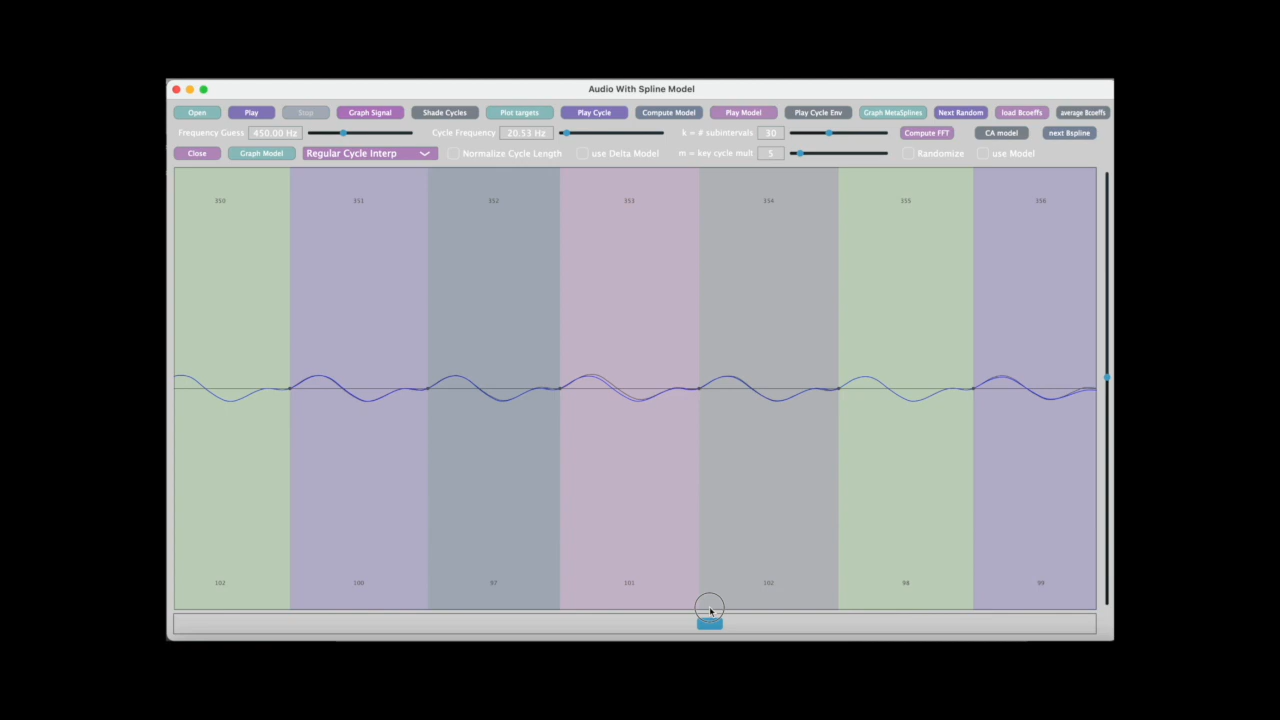 Audio With Spline Model
Open Play Stop Graph Signal Shade Cycles Plot targets Play Cycle Compute Model Play Model Play Cycle Env Graph MetaSplines Next Random load Bcoeffs average Bcoeffs
Frequency Guess 450.00 Hz Cycle Frequency 20.53 Hz k = # subintervals 30 Compute FFT CA model next Bspline
Close Graph Model Regular Cycle Interp Normalize Cycle Length use Delta Model m = key cycle mult 5 Randomize use Model
350 351 352 353 354 355 356
102 100 97 101 102 98 99